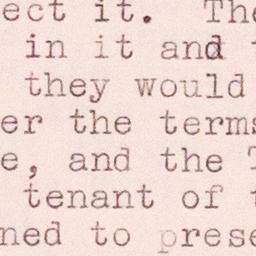 ect it. The
in it and t
they would
er the terms
e, and the T
tenant of t
ned to prese